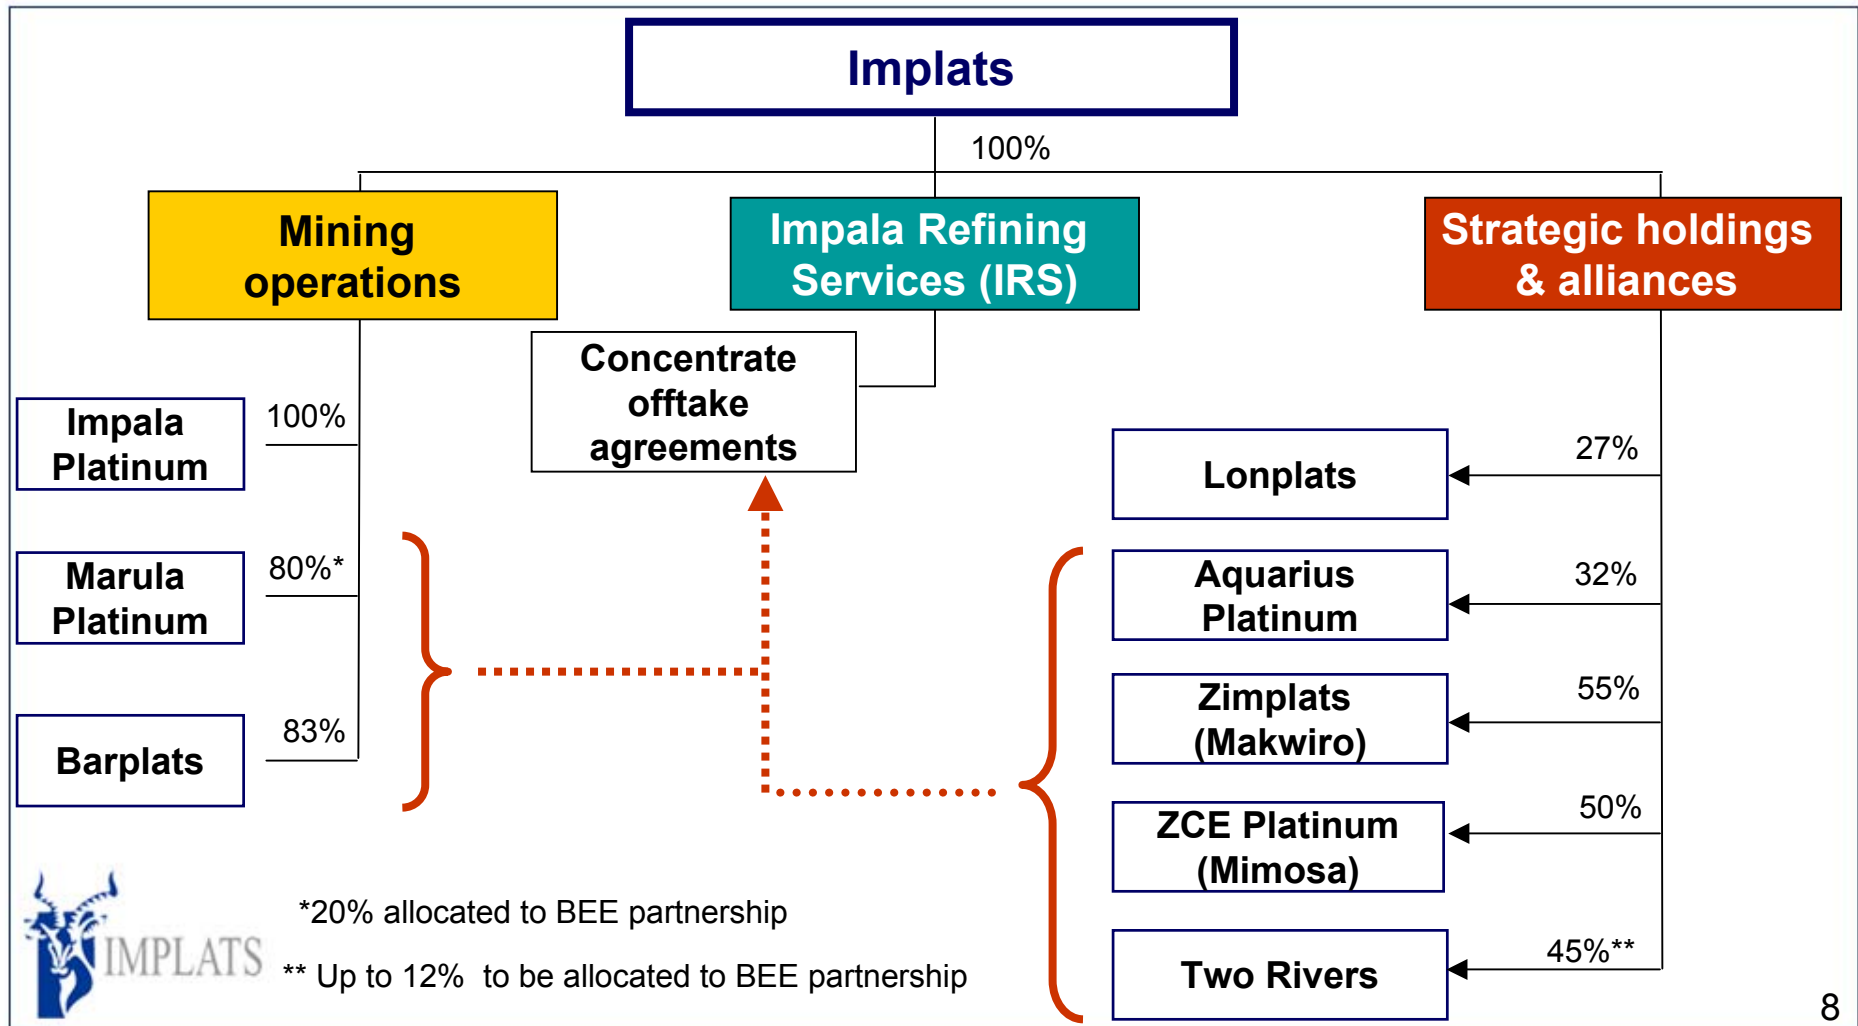 Implats
100%
Mining
operations
Impala Refining
Services (IRS)
Strategic holdings
& alliances
Concentrate
offtake
agreements
Impala
Platinum
100%
Marula
Platinum
80%*
Barplats
83%
Lonplats
27%
Aquarius
Platinum
32%
Zimplats
(Makwiro)
55%
ZCE Platinum
(Mimosa)
50%
Two Rivers
45%**
*20% allocated to BEE partnership
** Up to 12% to be allocated to BEE partnership
IMPLATS
8